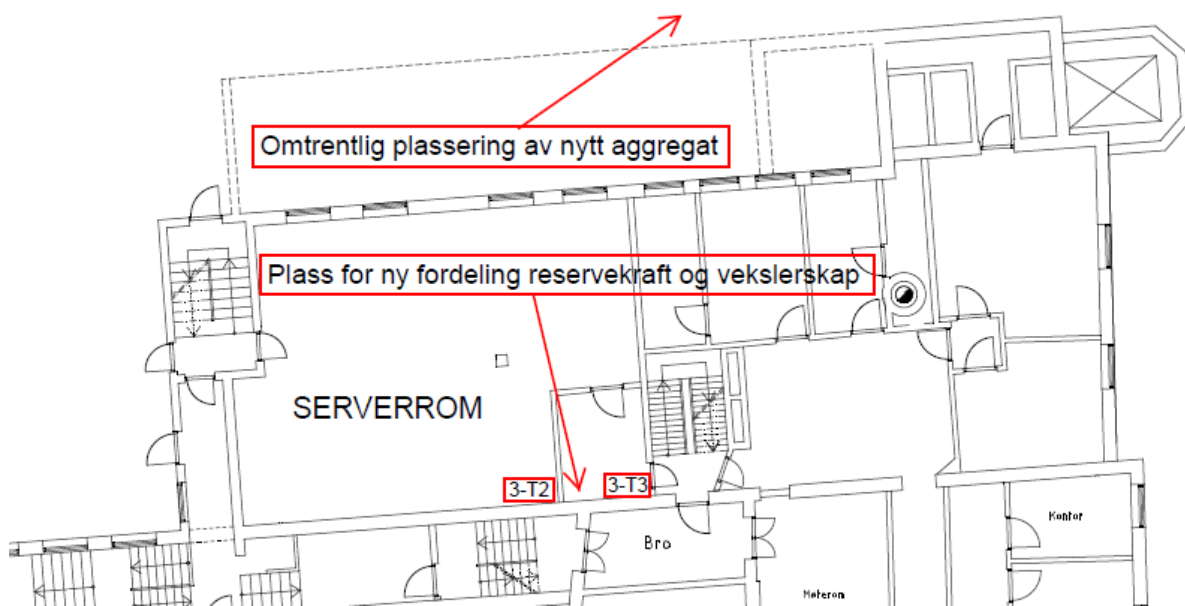 Omtrentlig plassering av nytt aggregat
Plass for ny fordeling reservekraft og vekslerskap
SERVERROM
3-T2
3-T3
Kontor
Bro
Møterom